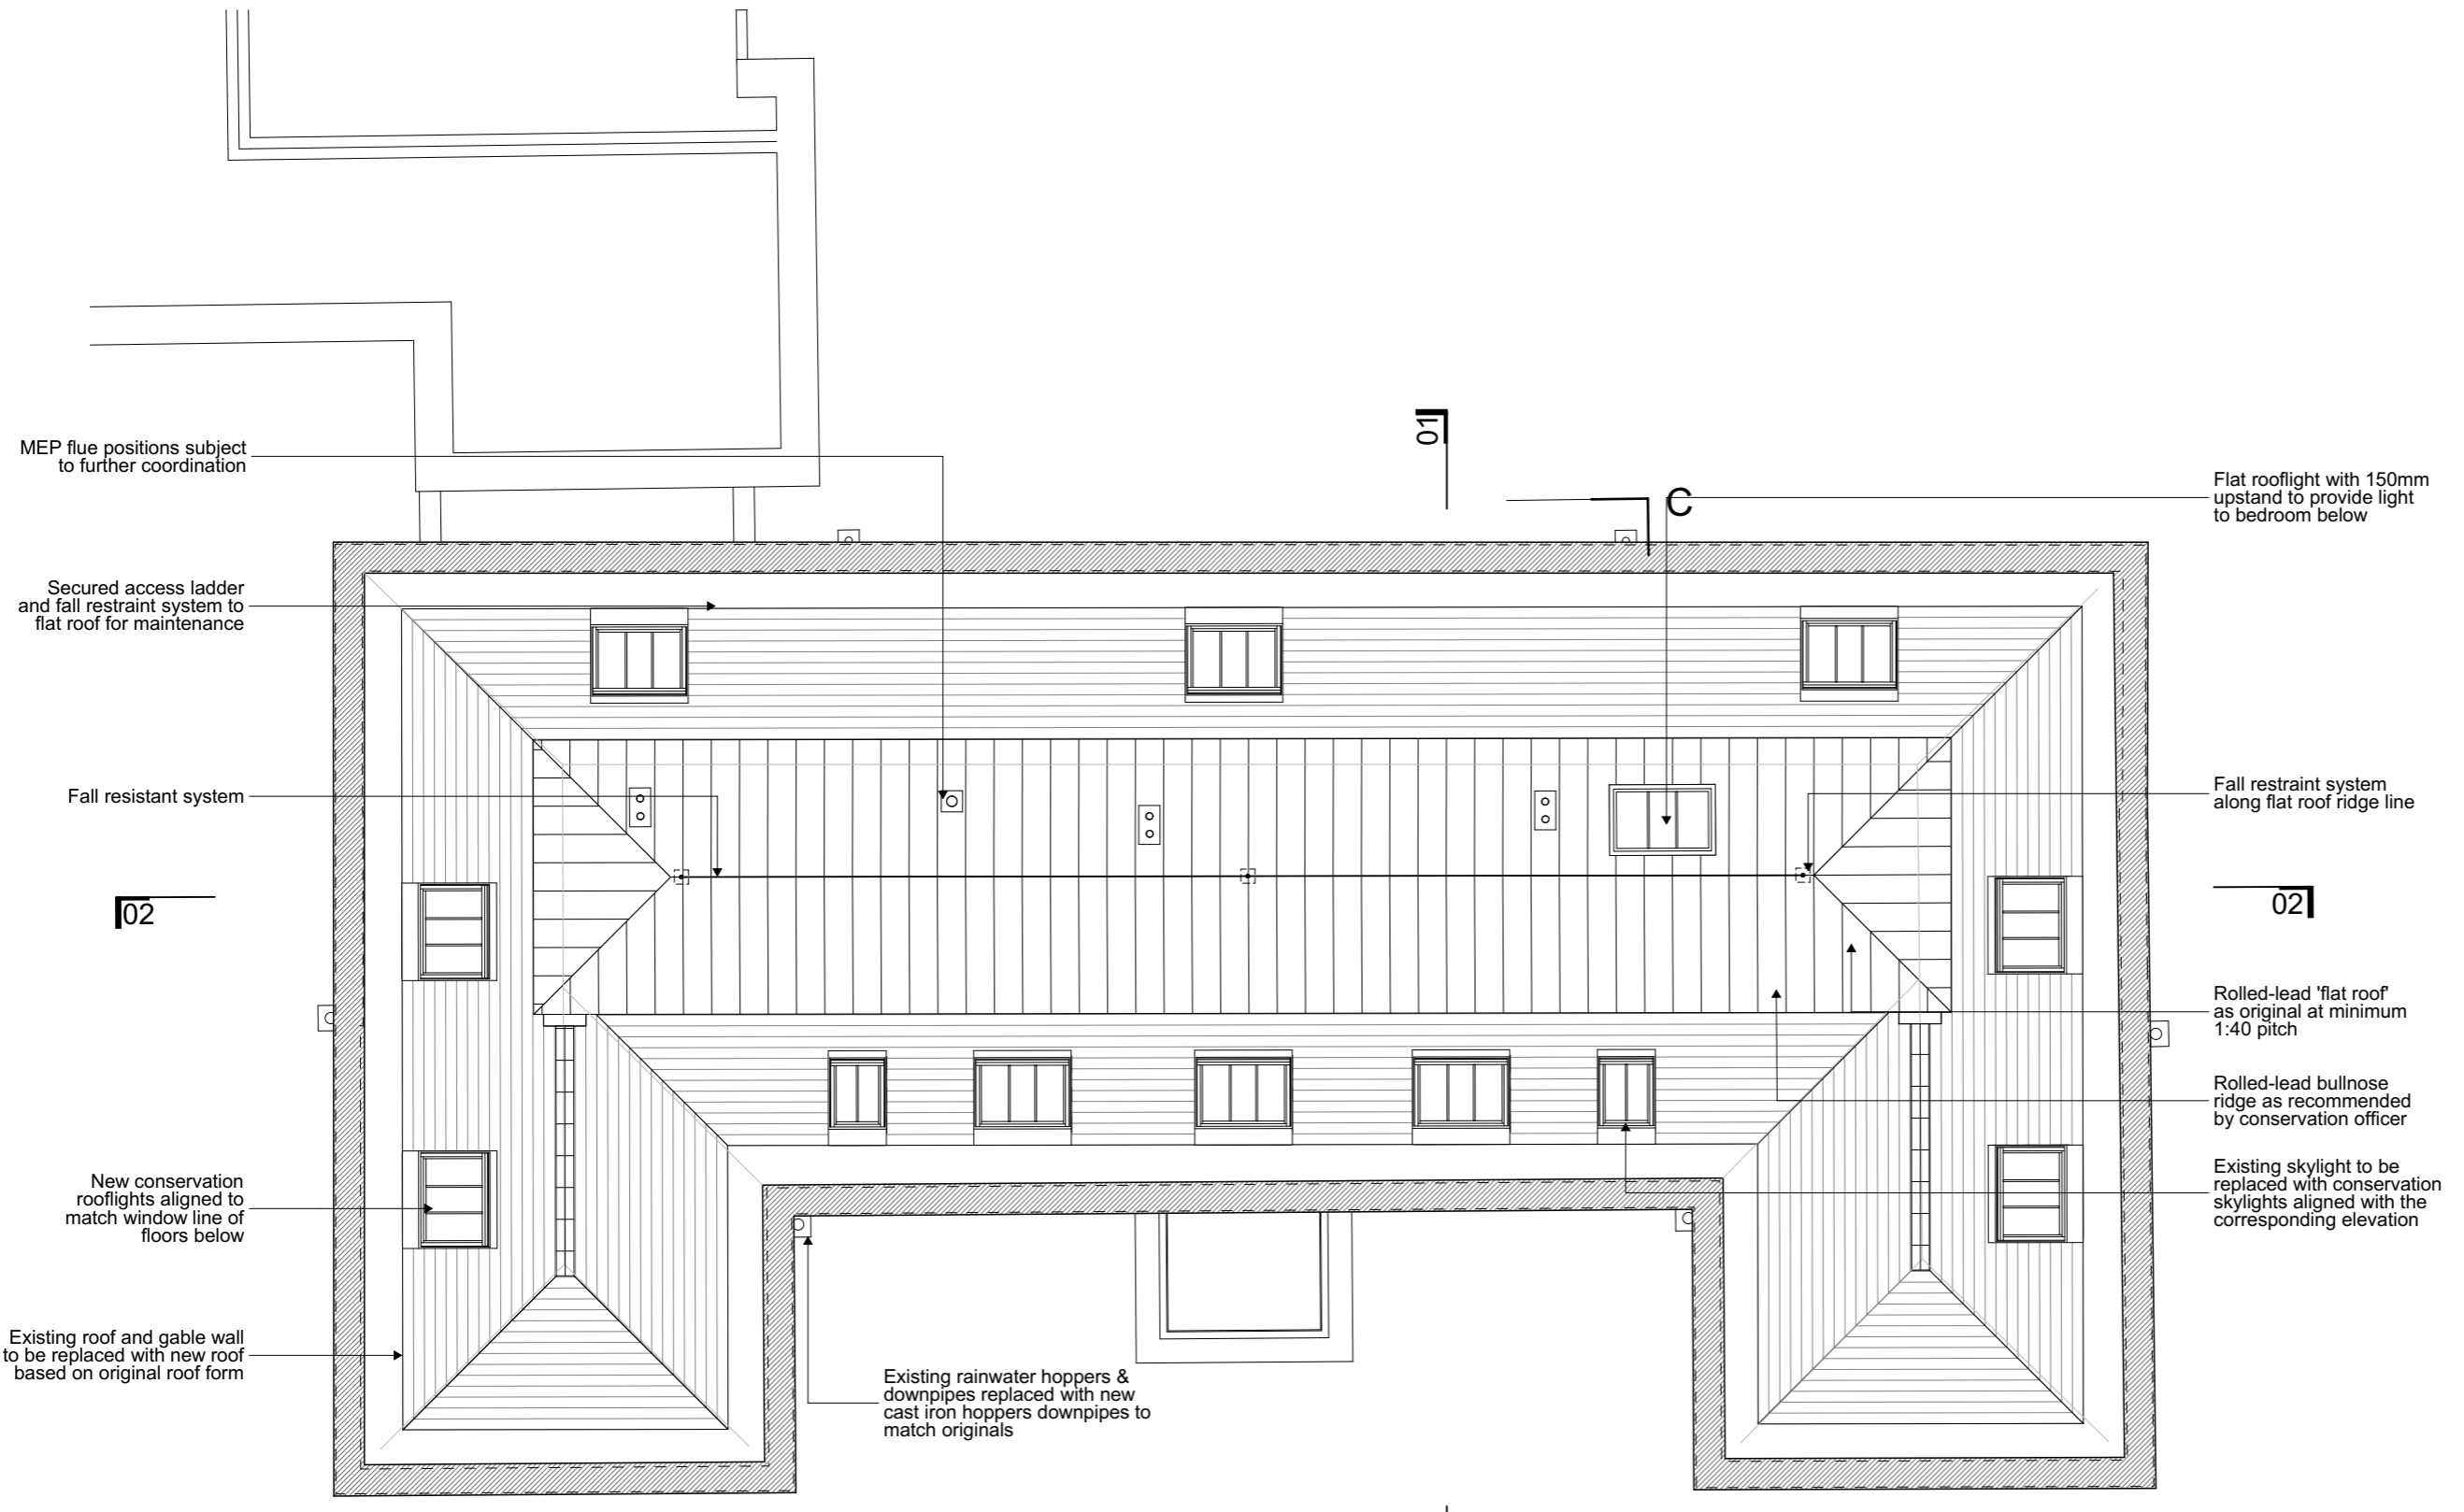 01
C
MEP flue positions subject
to further coordination
Flat rooflight with 150mm
upstand to provide light
to bedroom below
Secured access ladder
and fall restraint system to
flat roof for maintenance
Fall resistant system
Fall restraint system
along flat roof ridge line
02
02
Rolled-lead 'flat roof'
as original at minimum
1:40 pitch
Rolled-lead bullnose
ridge as recommended
by conservation officer
Existing skylight to be
replaced with conservation
skylights aligned with the
corresponding elevation
New conservation
rooflights aligned to
match window line of
floors below
Existing roof and gable wall
to be replaced with new roof
based on original roof form
Existing rainwater hoppers &
downpipes replaced with new
cast iron hoppers downpipes to
match originals